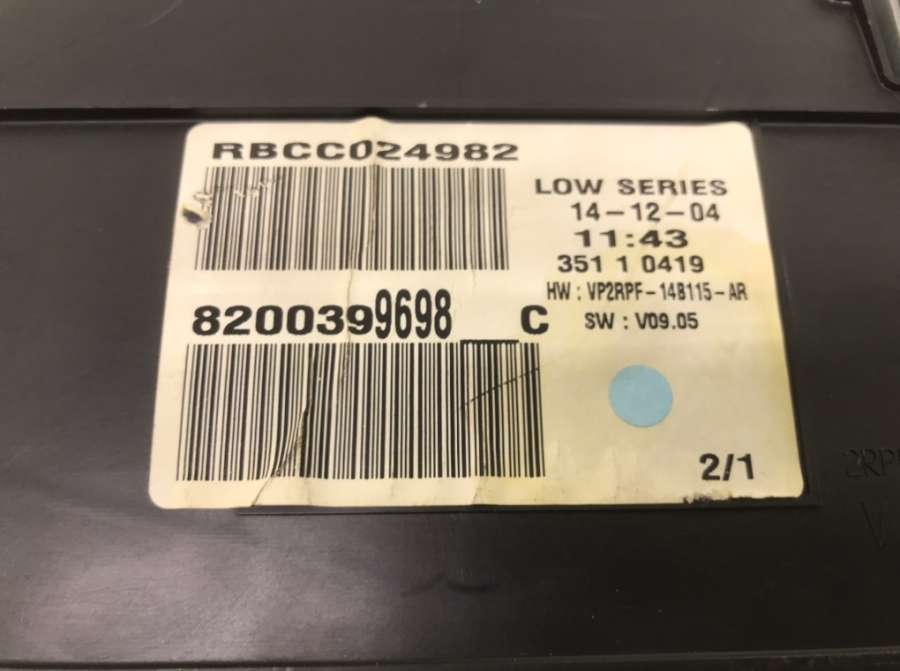 RBCC024982
LOW SERIES
14-12-04
11:43
351 1 0419
HW : VP2RPF-14B115-AR
8200399698 C
SW : V09.05
2/1